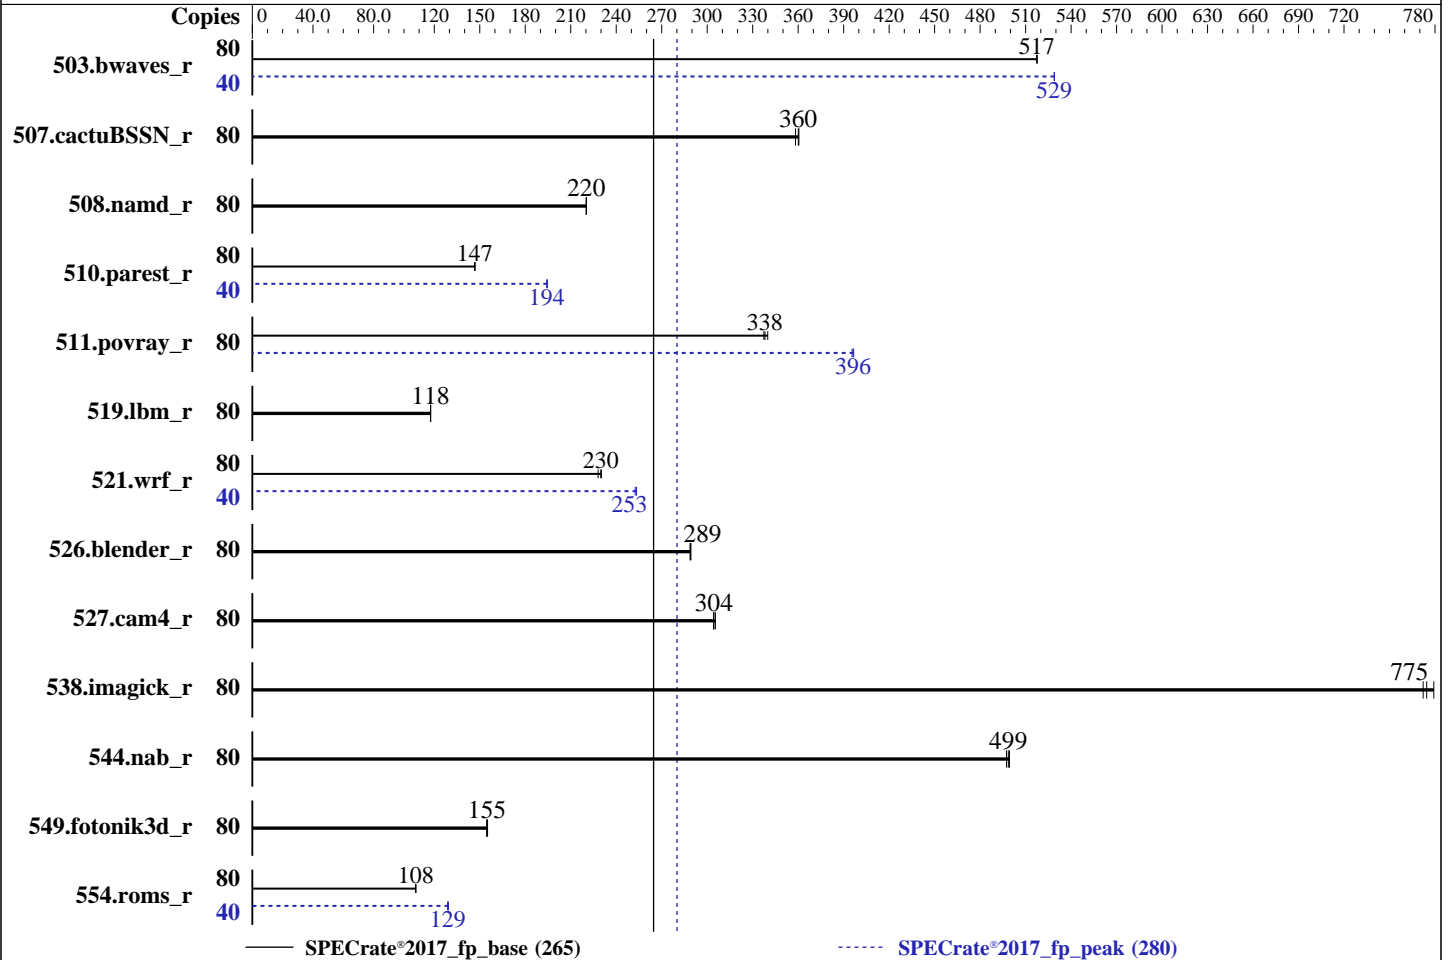 Copies 0 40.0 80.0 120 150 180 210 240 270 300 330 360 390 420 450 480 510 540 570 600 630 660 690 720 780
503.bwaves_r 80 517
40 529
507.cactuBSSN_r 80 360
508.namd_r 80 220
510.parest_r 80 147
40 194
511.povray_r 80 338
396
519.lbm_r 80 118
521.wrf_r 80 230
40 253
526.blender_r 80 289
527.cam4_r 80 304
538.imagick_r 80 775
544.nab_r 80 499
549.fotonik3d_r 80 155
554.roms_r 80 108
40 129
SPECrate®2017_fp_base (265) SPECrate®2017_fp_peak (280)